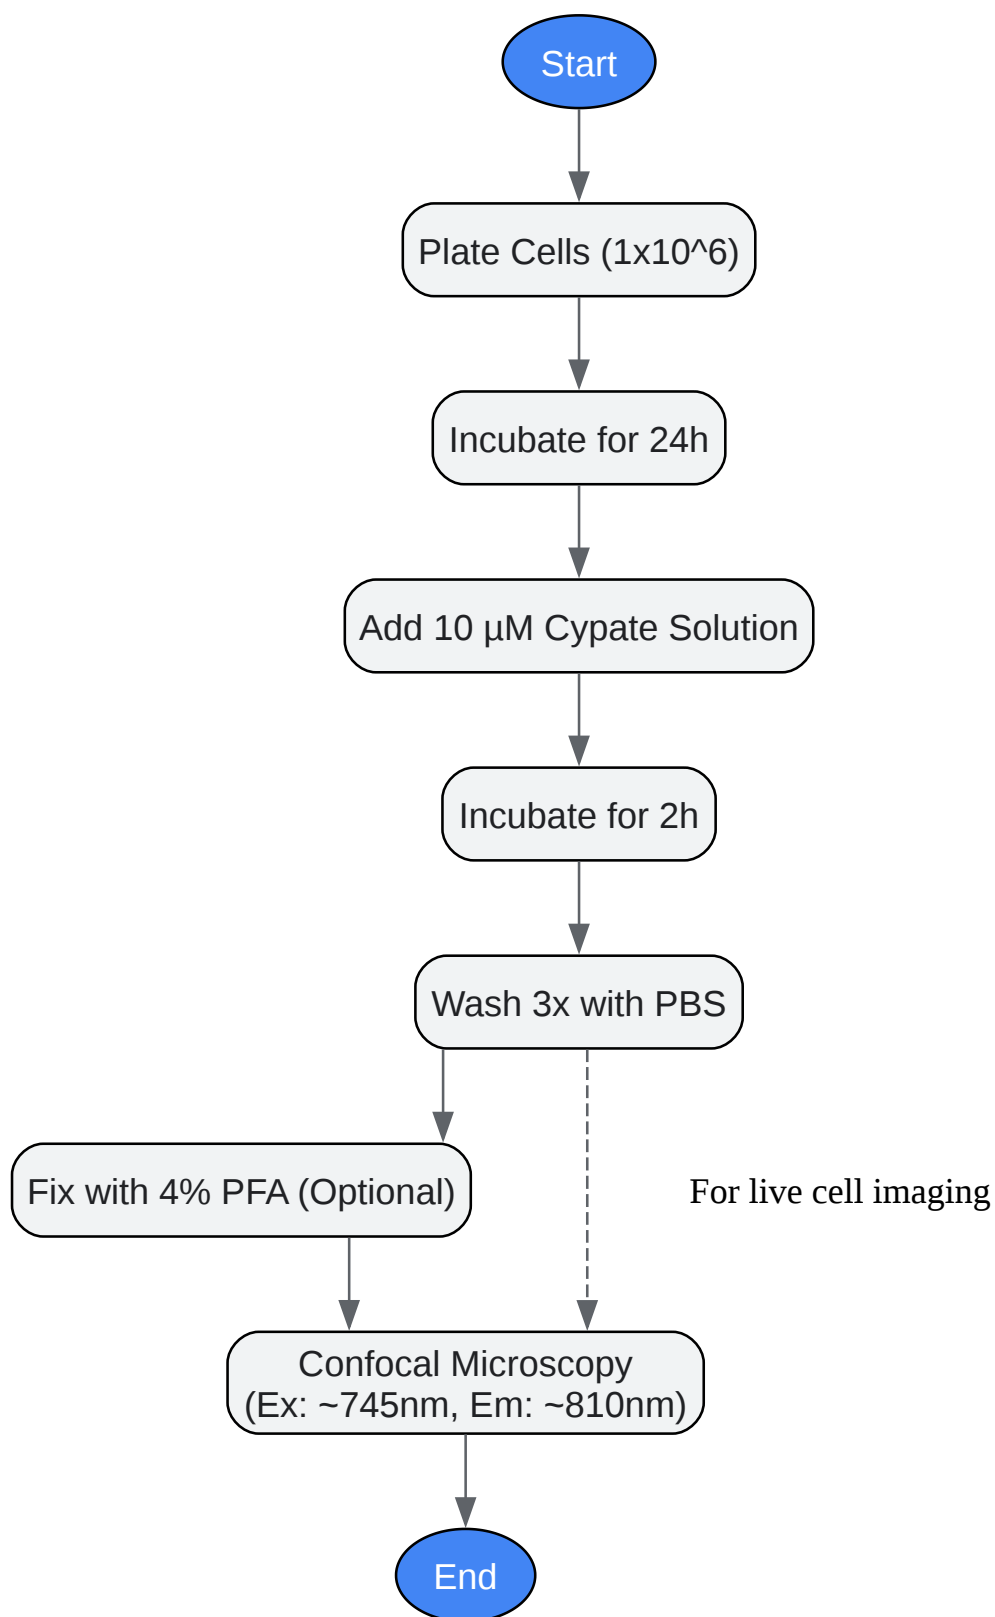 Start
Plate Cells (1x10^6)
Incubate for 24h
Add 10 µM Cypate Solution
Incubate for 2h
Wash 3x with PBS
Fix with 4% PFA (Optional)
For live cell imaging
Confocal Microscopy
(Ex: ~745nm, Em: ~810nm)
End